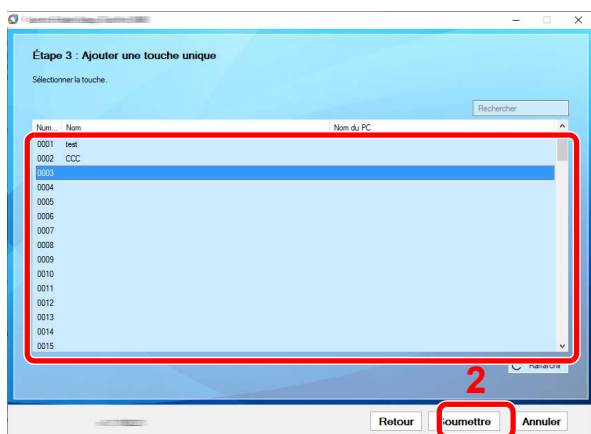 Étape 3 : Ajouter une touche unique
Sélectionner la touche.
Rechercher
Num... Nom Nom du PC
0001 test
0002 CCC
0003
0004
0005
0006
0007
0008
0009
0010
0011
0012
0013
0014
0015
2
Retour Soumettre Annuler